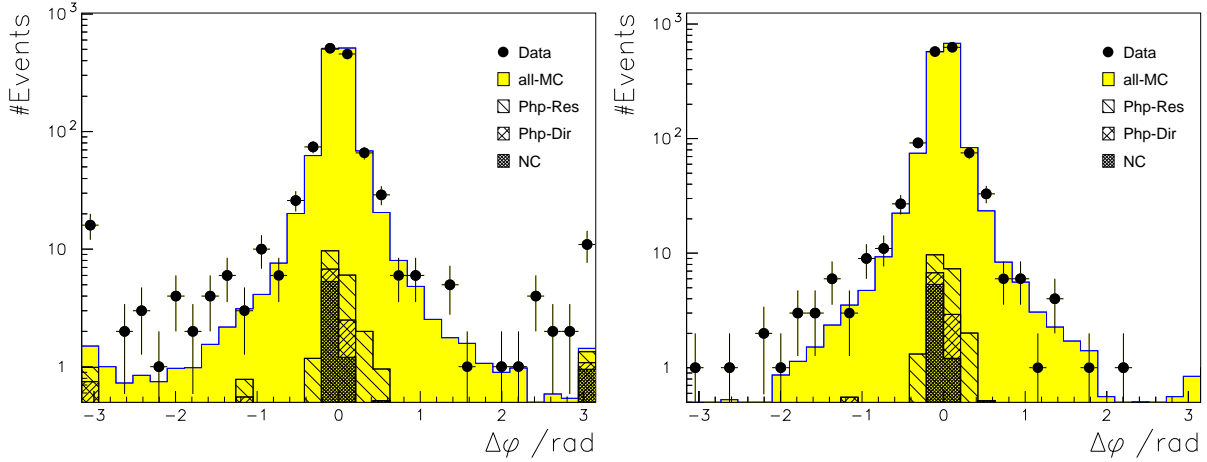 #Events
10³
10²
10
1
Data
all-MC
Php-Res
Php-Dir
NC
-3 -2 -1 0 1 2 3
Δφ /rad
#Events
10³
10²
10
1
Data
all-MC
Php-Res
Php-Dir
NC
-3 -2 -1 0 1 2 3
Δφ /rad